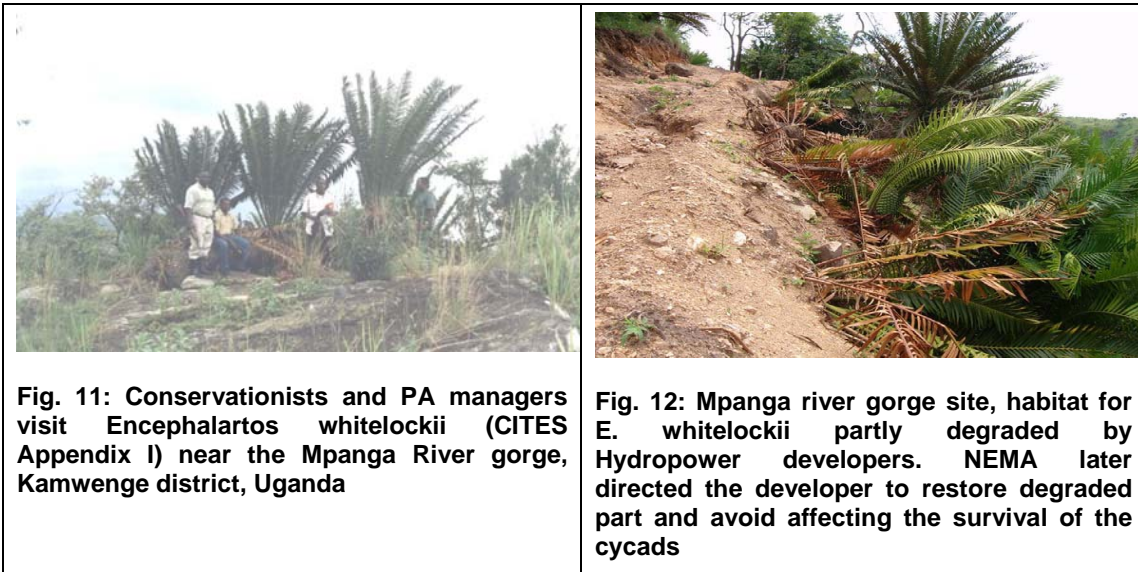 Fig. 11: Conservationists and PA managers
visit Encephalartos whitelockii (CITES
Appendix I) near the Mpanga River gorge,
Kamwenge district, Uganda
Fig. 12: Mpanga river gorge site, habitat for
E. whitelockii partly degraded by
Hydropower developers. NEMA later
directed the developer to restore degraded
part and avoid affecting the survival of the
cycads